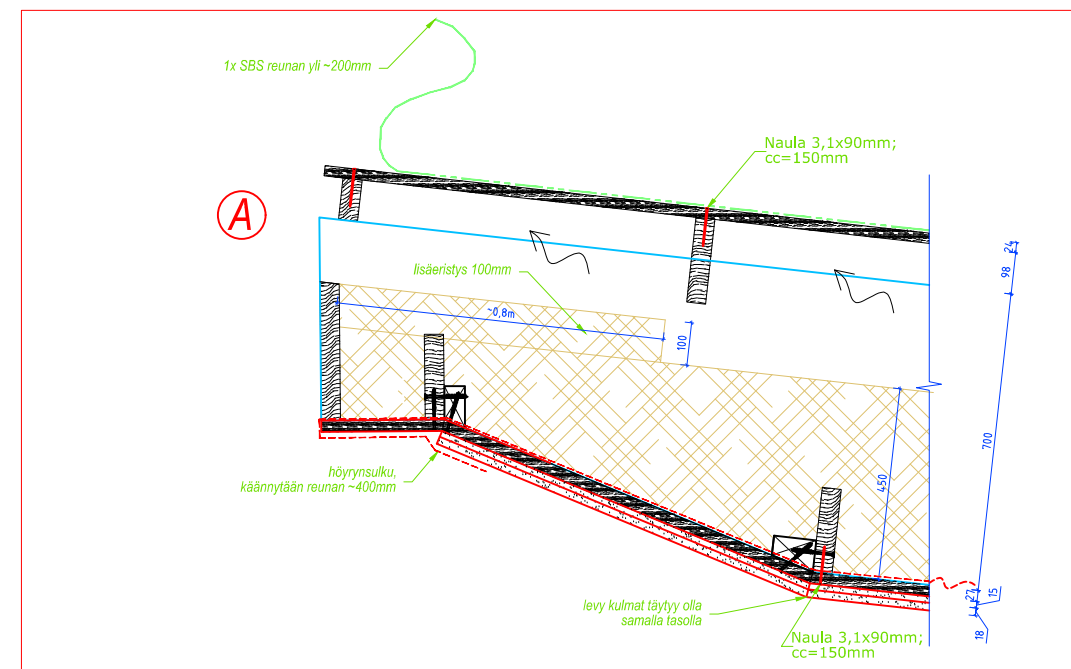 1x SBS reunan yli ~200mm
Naula 3,1x90mm;
cc=150mm
A
lisäeristys 100mm
~0,8m
100
24
98
700
450
höyrynsulku,
käännytään reunan ~400mm
levy kulmat täytyy olla
samalla tasolla
Naula 3,1x90mm;
cc=150mm
27
15
18